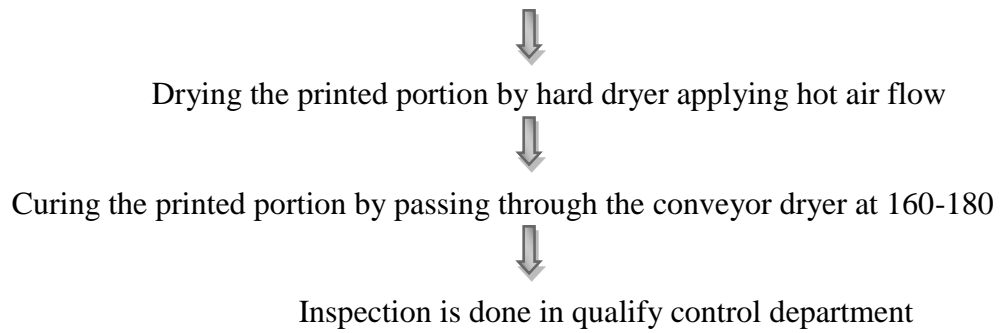 Drying the printed portion by hard dryer applying hot air flow
Curing the printed portion by passing through the conveyor dryer at 160-180
Inspection is done in qualify control department